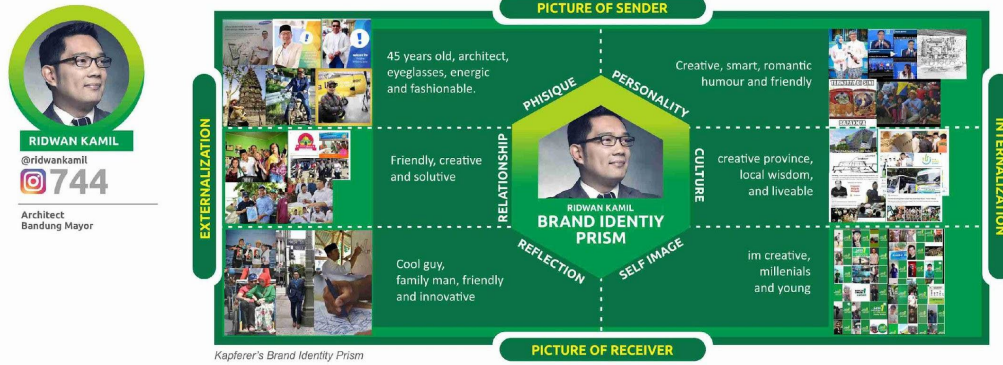 PICTURE OF SENDER
RIDWAN KAMIL
@ridwankamil
744
Architect
Bandung Mayor
EXTERNALIZATION
45 years old, architect,
eyeglasses, energic
and fashionable.
PHISIQUE
PERSONALITY
Creative, smart, romantic
humour and friendly
Friendly, creative
and solutive
RELATIONSHIP
CULTURE
creative province,
local wisdom,
and liveable
RIDWAN KAMIL
BRAND IDENTIY
PRISM
Cool guy,
family man, friendly
and innovative
REFLECTION
SELF IMAGE
im creative,
millenials
and young
INTERNALIZATION
PICTURE OF RECEIVER
Kapferer's Brand Identity Prism